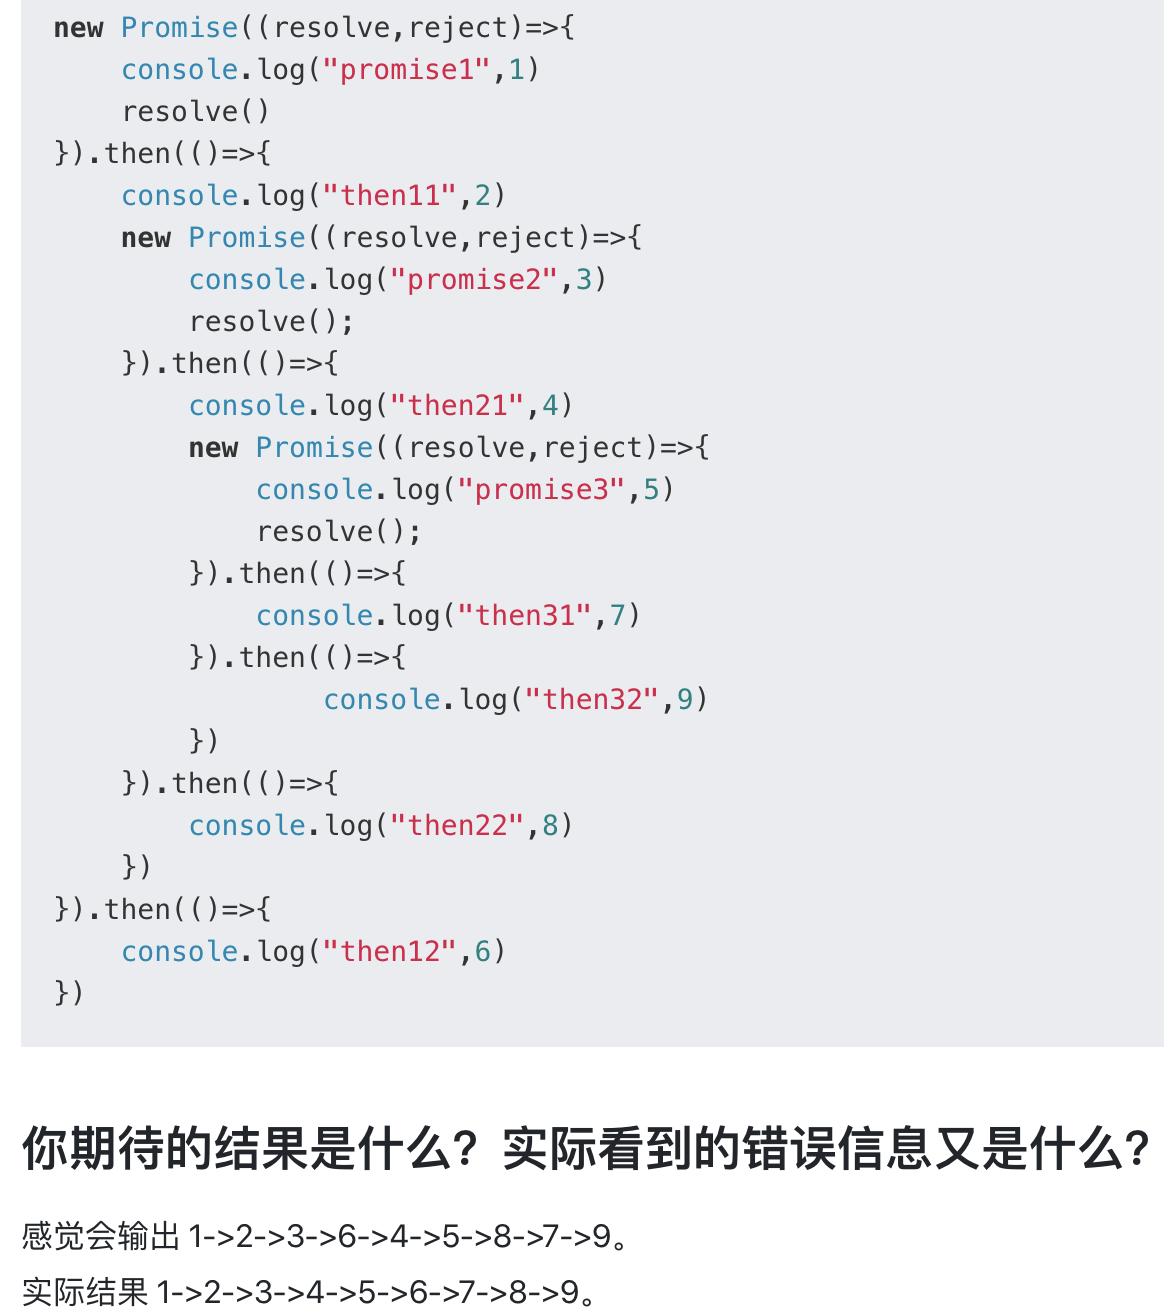 new Promise((resolve,reject)=>{
    console.log("promise1",1)
    resolve()
}).then(()=>{
    console.log("then11",2)
    new Promise((resolve,reject)=>{
        console.log("promise2",3)
        resolve();
    }).then(()=>{
        console.log("then21",4)
        new Promise((resolve,reject)=>{
            console.log("promise3",5)
            resolve();
        }).then(()=>{
            console.log("then31",7)
        }).then(()=>{
                console.log("then32",9)
        })
    }).then(()=>{
        console.log("then22",8)
    })
}).then(()=>{
    console.log("then12",6)
})
你期待的结果是什么？实际看到的错误信息又是什么？
感觉会输出 1->2->3->6->4->5->8->7->9。
实际结果 1->2->3->4->5->6->7->8->9。